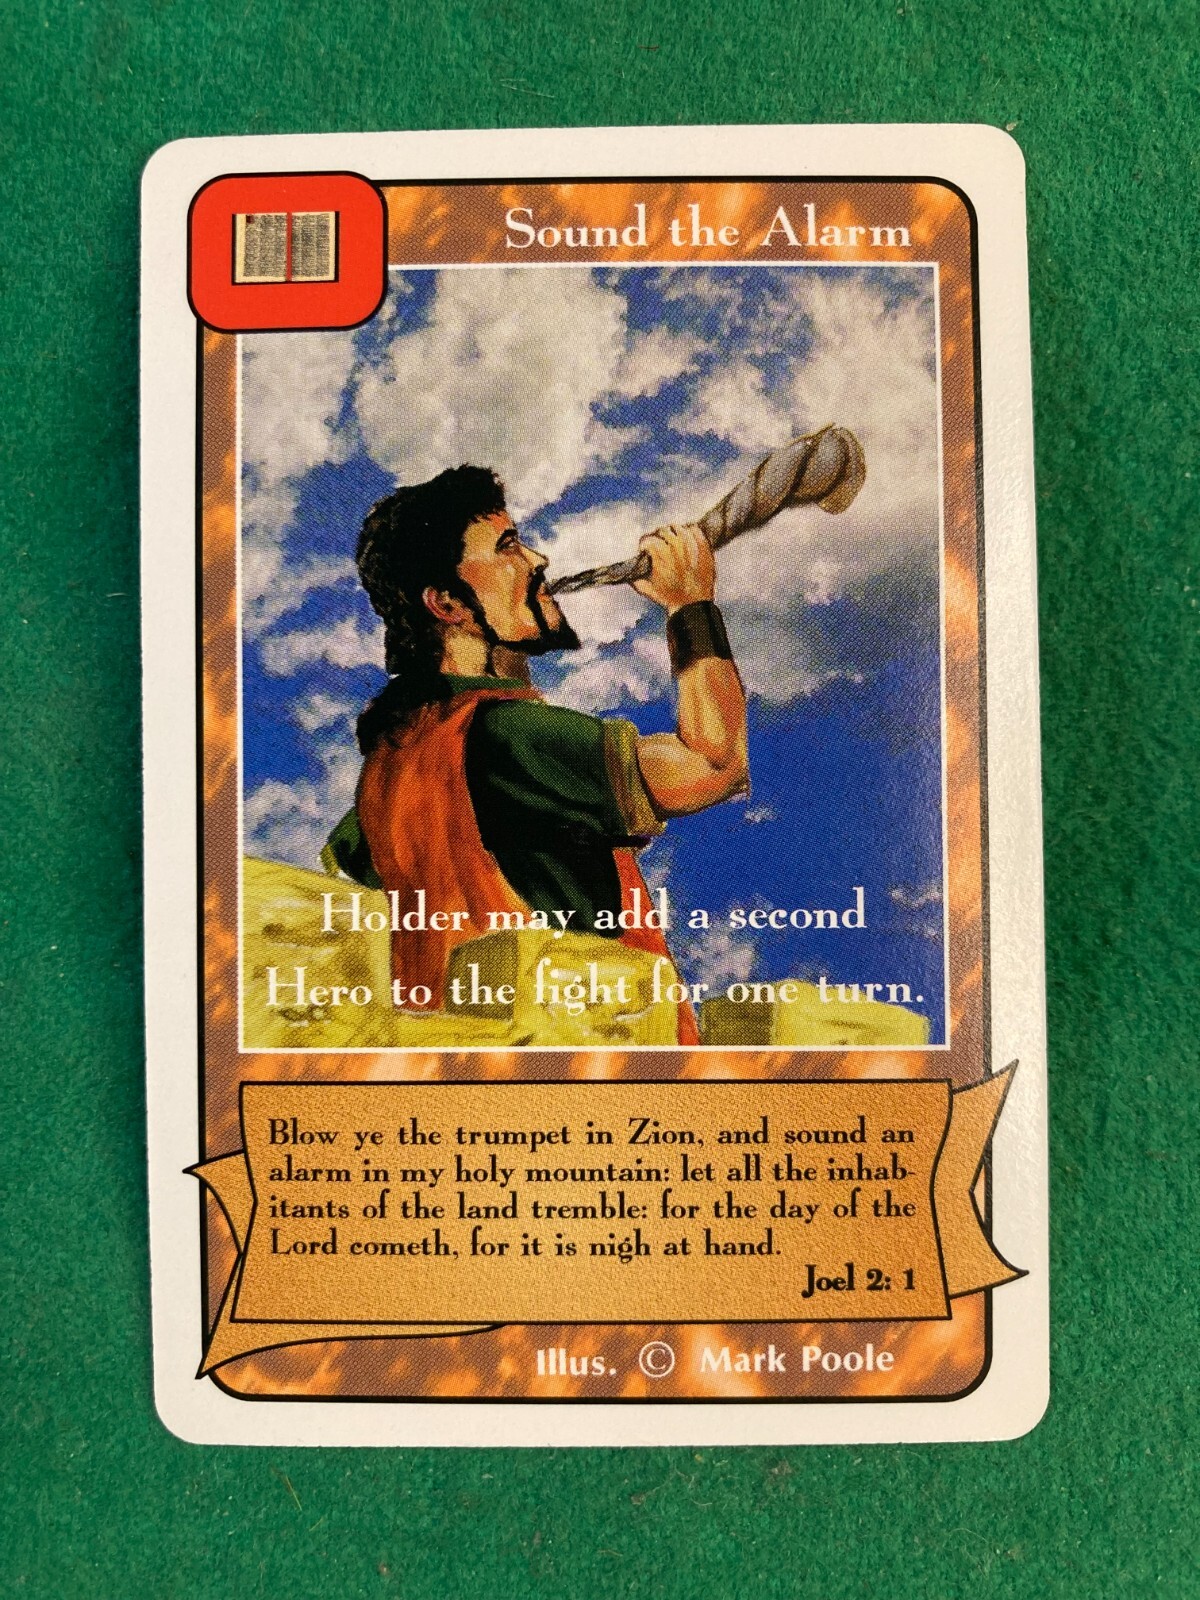 Sound the Alarm
Holder may add a second
Hero to the fight for one turn.
Blow ye the trumpet in Zion, and sound an
alarm in my holy mountain: let all the inhab-
itants of the land tremble: for the day of the
Lord cometh, for it is nigh at hand.
Joel 2: 1
Illus. © Mark Poole